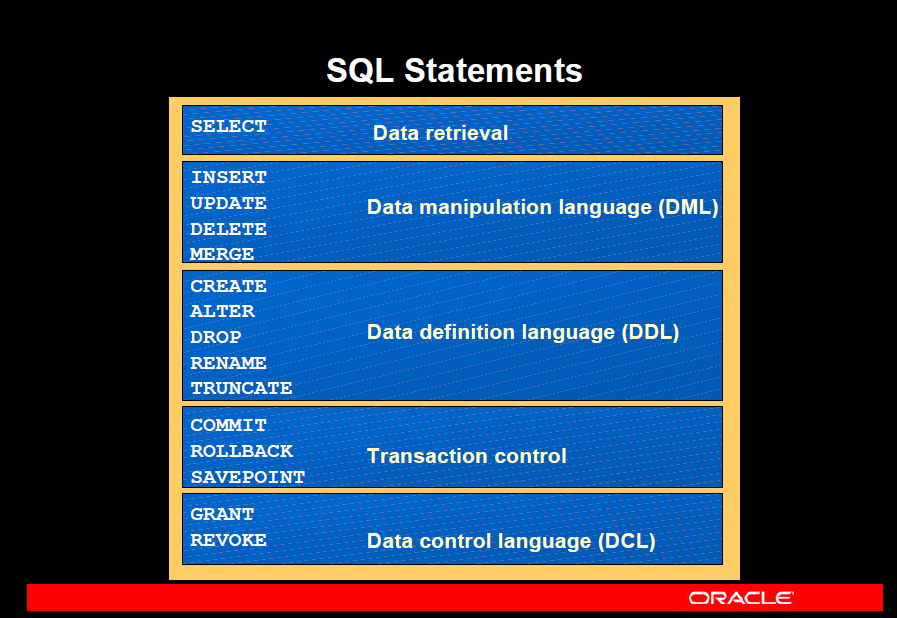 SQL Statements
SELECT
Data retrieval
INSERT
UPDATE
DELETE
MERGE
Data manipulation language (DML)
CREATE
ALTER
DROP
RENAME
TRUNCATE
Data definition language (DDL)
COMMIT
ROLLBACK
SAVEPOINT
Transaction control
GRANT
REVOKE
Data control language (DCL)
ORACLE